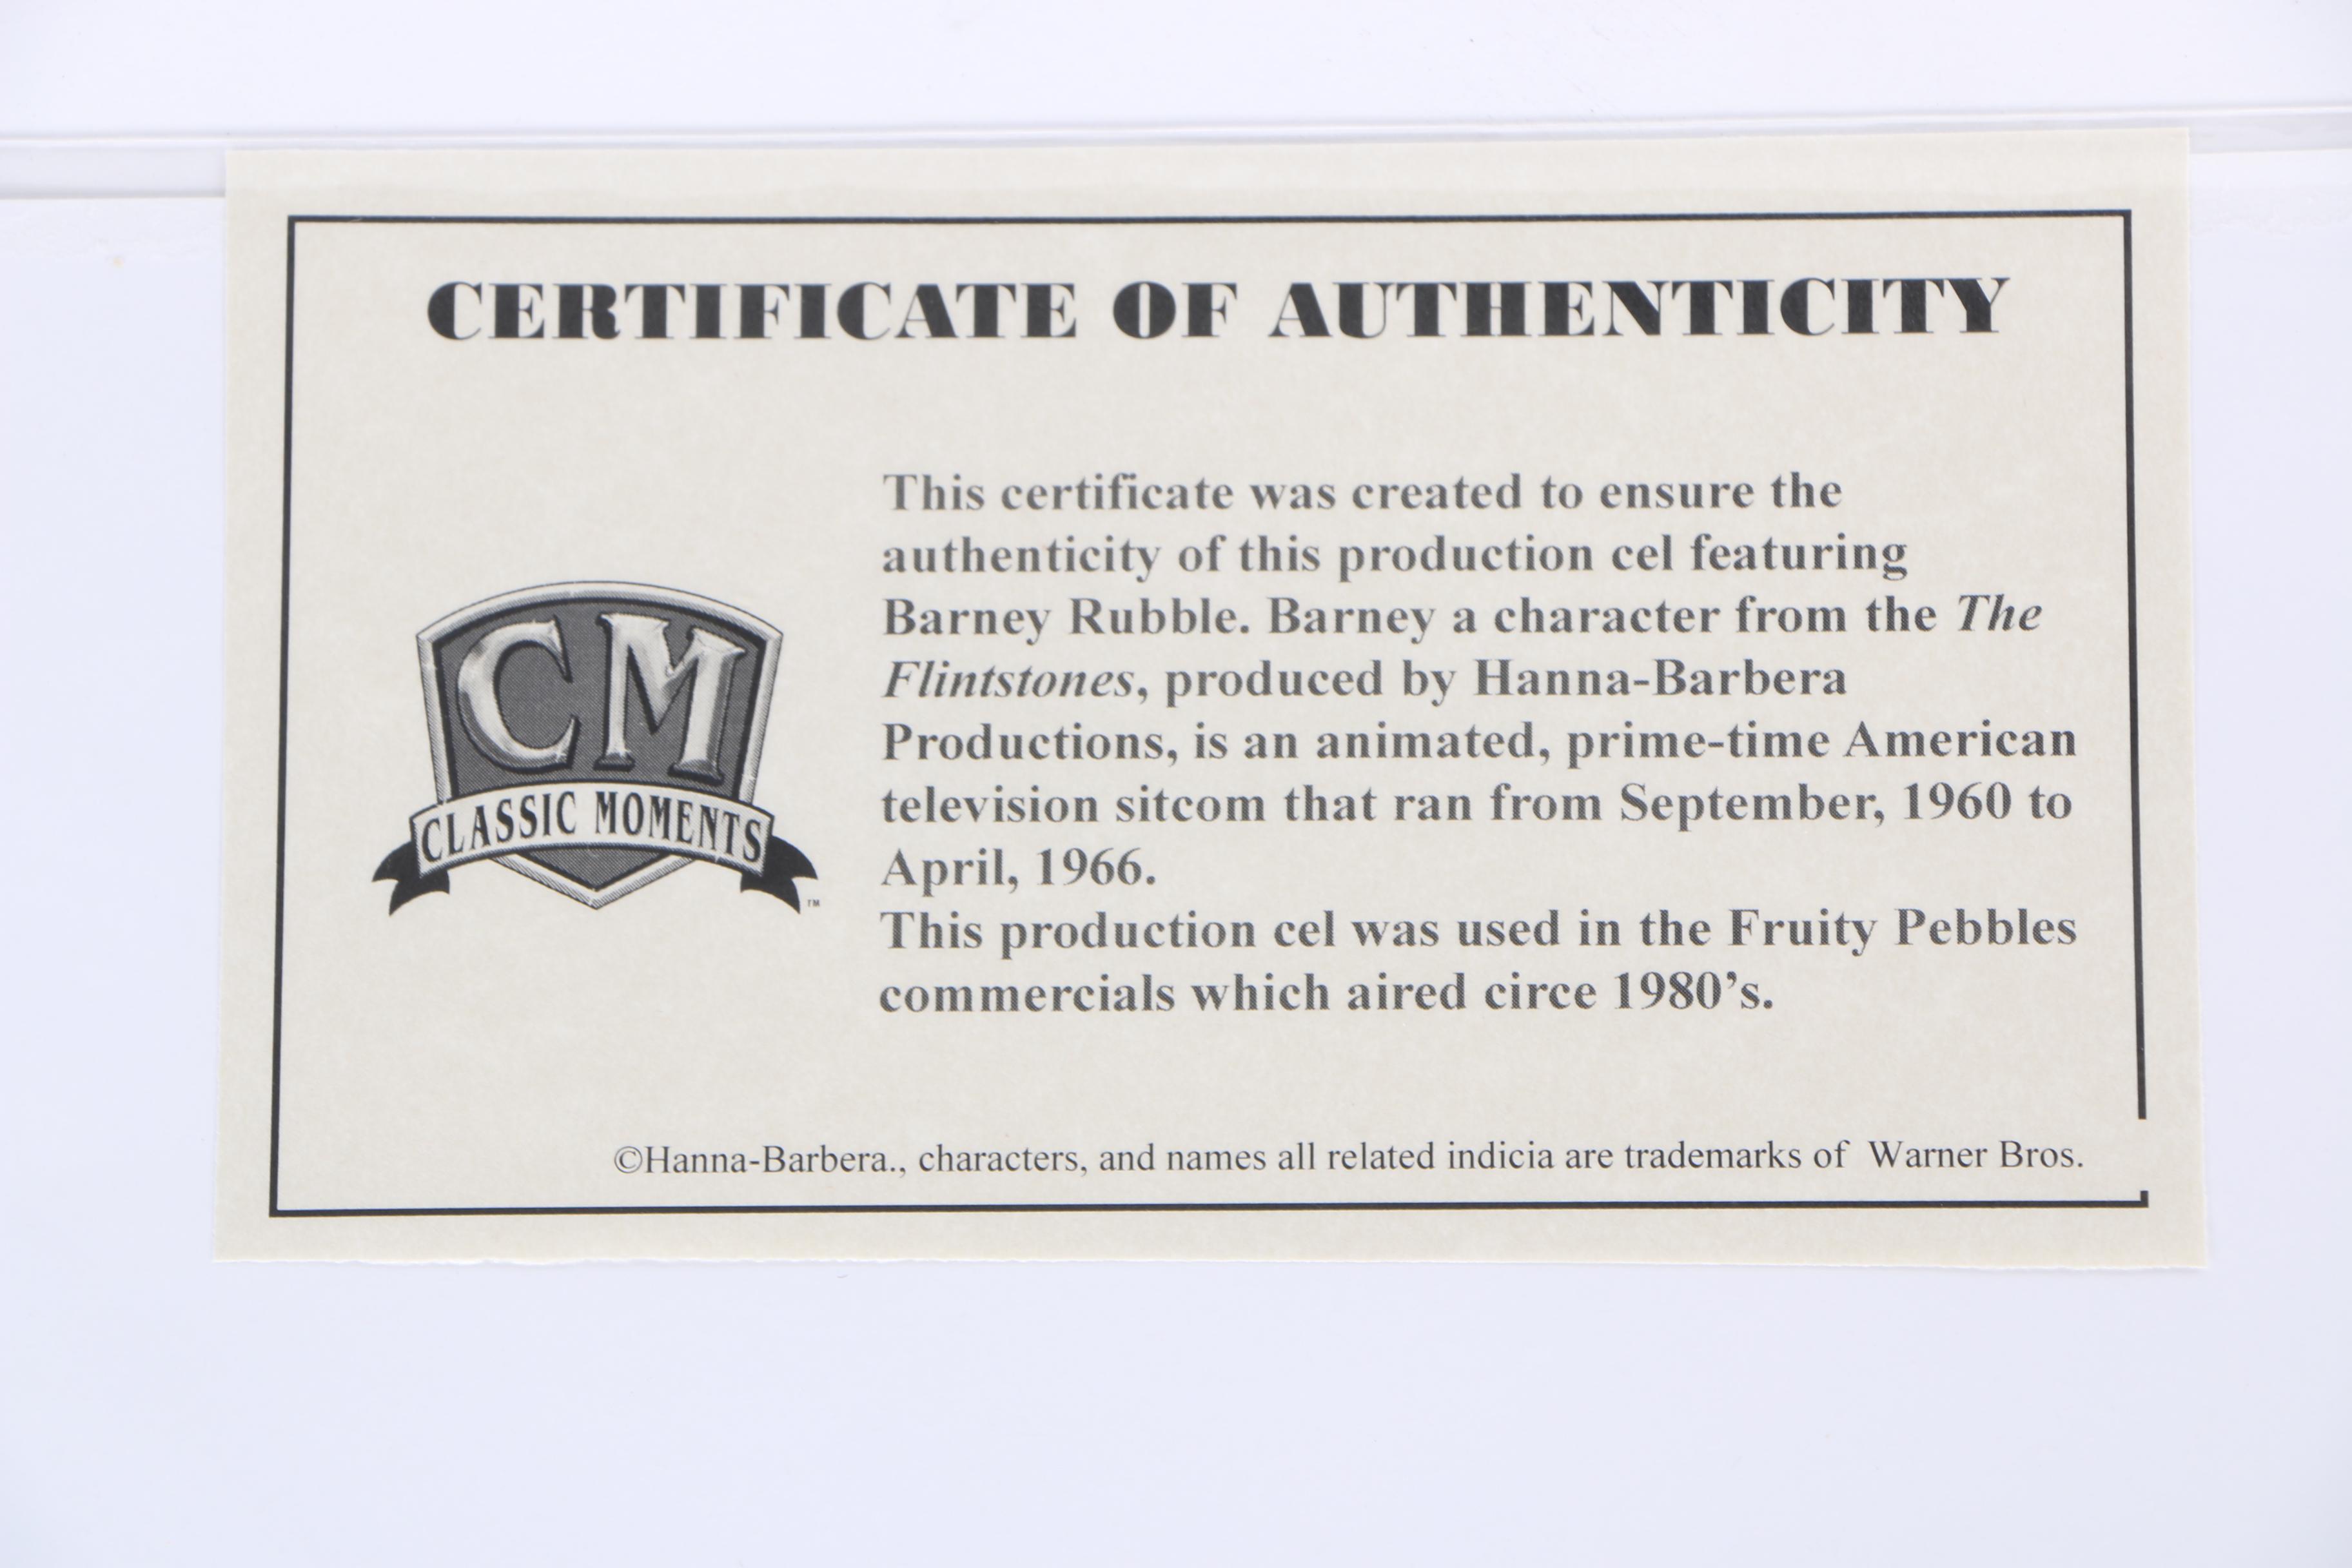 CERTIFICATE OF AUTHENTICITY
This certificate was created to ensure the
authenticity of this production cel featuring
Barney Rubble. Barney a character from the The
Flintstones, produced by Hanna-Barbera
Productions, is an animated, prime-time American
television sitcom that ran from September, 1960 to
April, 1966.
This production cel was used in the Fruity Pebbles
commercials which aired circe 1980’s.
CM
CLASSIC MOMENTS
™
©Hanna-Barbera., characters, and names all related indicia are trademarks of Warner Bros.